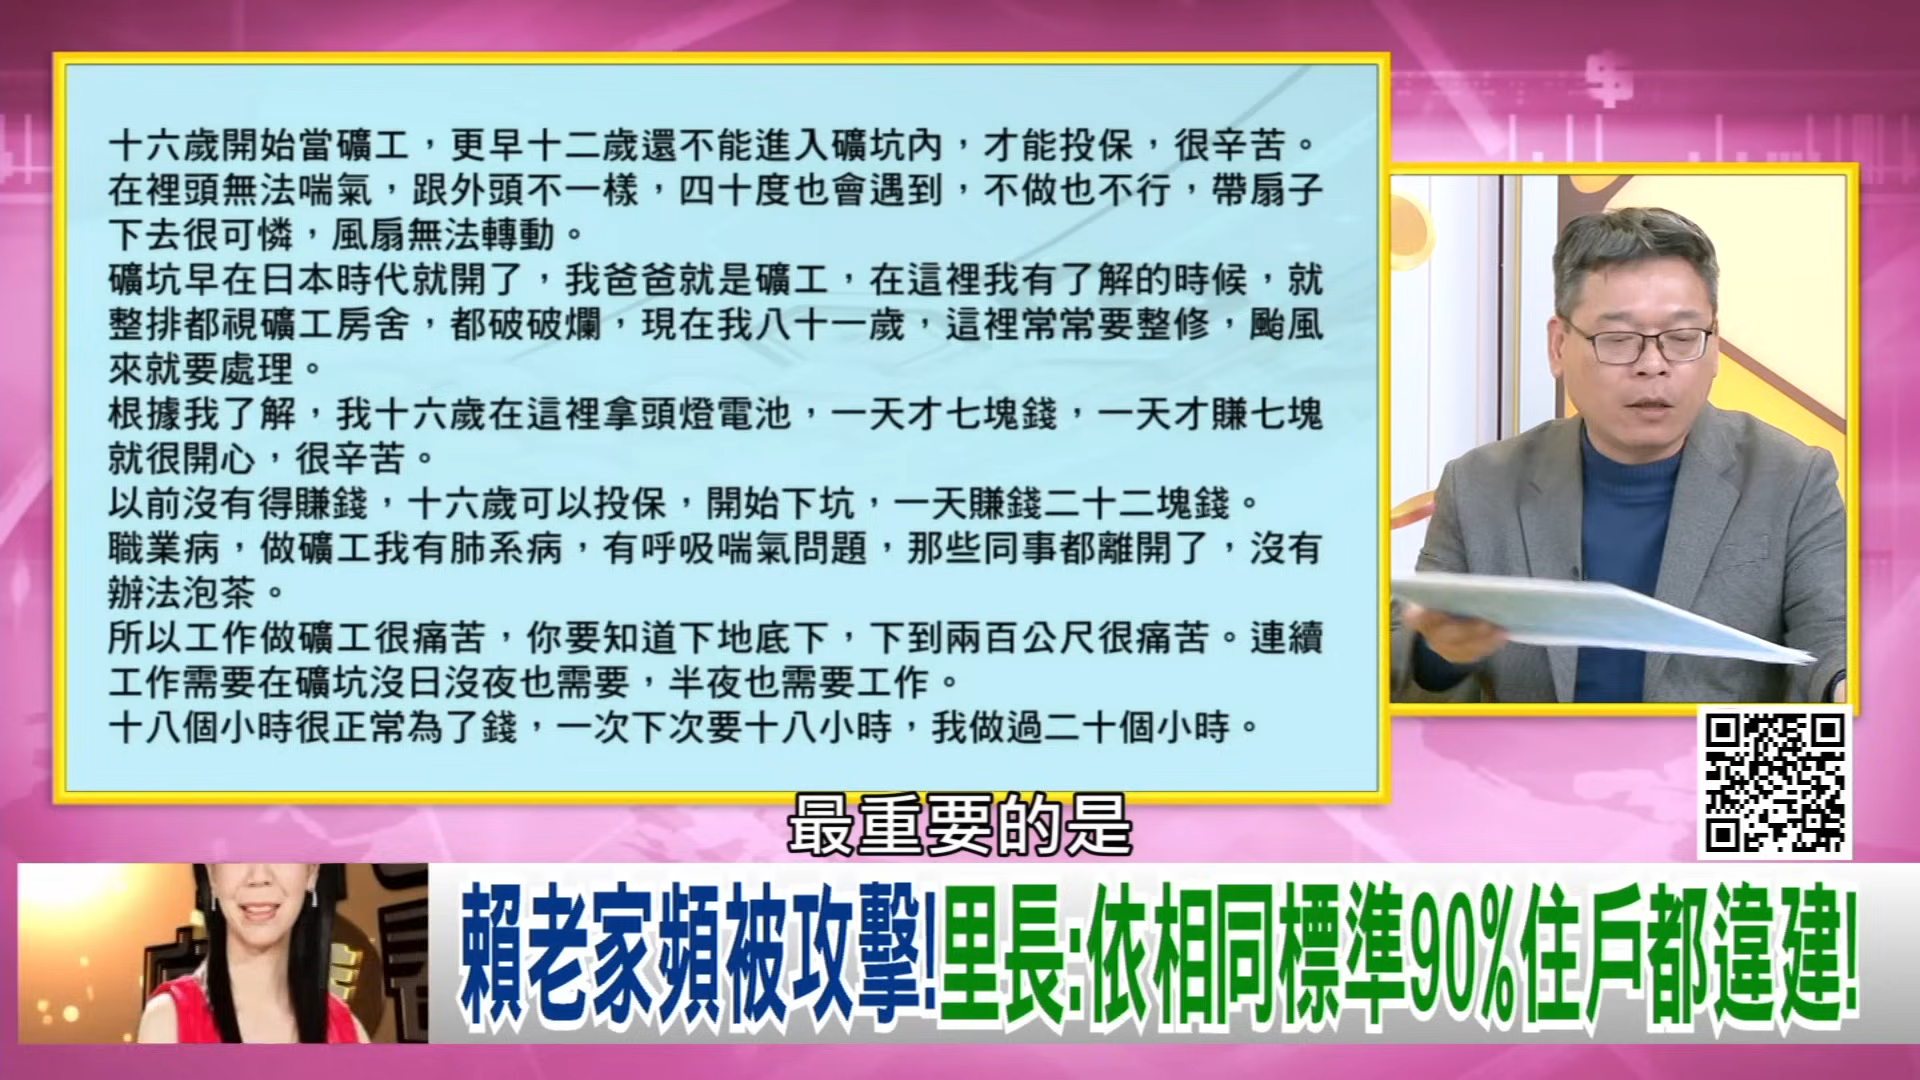 十六歲開始當礦工，更早十二歲還不能進入礦坑內，才能投保，很辛苦。
在裡頭無法喘氣，跟外頭不一樣，四十度也會遇到，不做也不行，帶扇子
下去很可憐，風扇無法轉動。
礦坑早在日本時代就開了，我爸爸就是礦工，在這裡我有了解的時候，就
整排都視礦工房舍，都破破爛，現在我八十一歲，這裡常常要整修，颱風
來就要處理。
根據我了解，我十六歲在這裡拿頭燈電池，一天才七塊錢，一天才賺七塊
就很開心，很辛苦。
以前沒有得賺錢，十六歲可以投保，開始下坑，一天賺錢二十二塊錢。
職業病，做礦工我有肺系病，有呼吸喘氣問題，那些同事都離開了，沒有
辦法泡茶。
所以工作做礦工很痛苦，你要知道下地底下，下到兩百公尺很痛苦。連續
工作需要在礦坑沒日沒夜也需要，半夜也需要工作。
十八個小時很正常為了錢，一次下次要十八小時，我做過二十個小時。
最重要的是
賴老家頻被攻擊!里長:依相同標準90%住戶都違建!